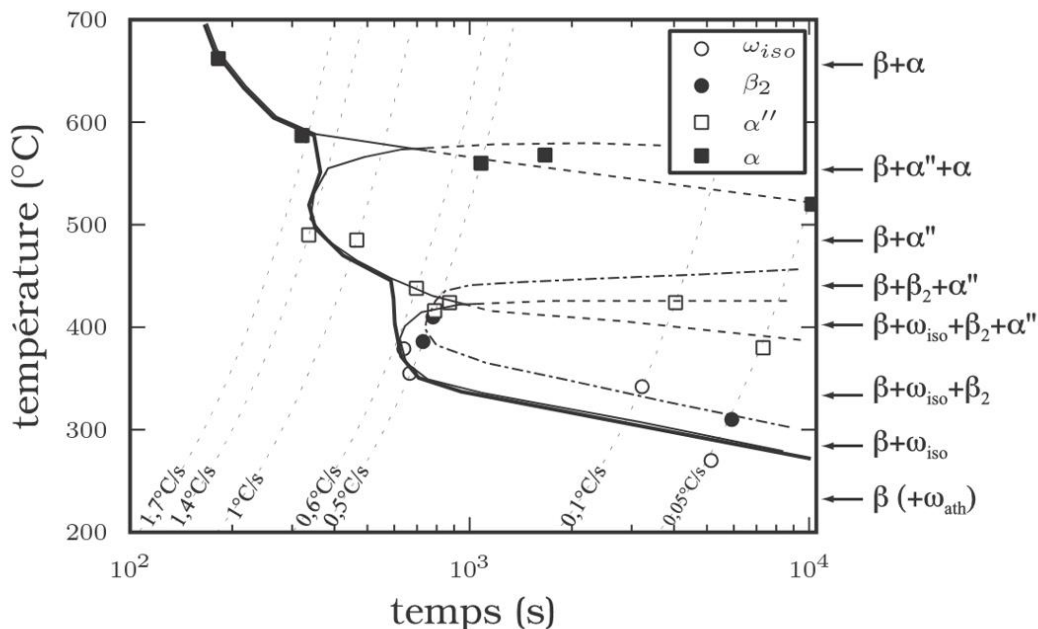 température (°C)
700
600
500
400
300
200
10²
10³
10⁴
temps (s)
ω_iso
β₂
α''
α
1,7°C/s
1,4°C/s
1°C/s
0,6°C/s
0,5°C/s
0,1°C/s
0,05°C/s
β+α
β+α"+α
β+α"
β+β₂+α"
β+ω_iso+β₂+α"
β+ω_iso+β₂
β+ω_iso
β (+ω_ath)